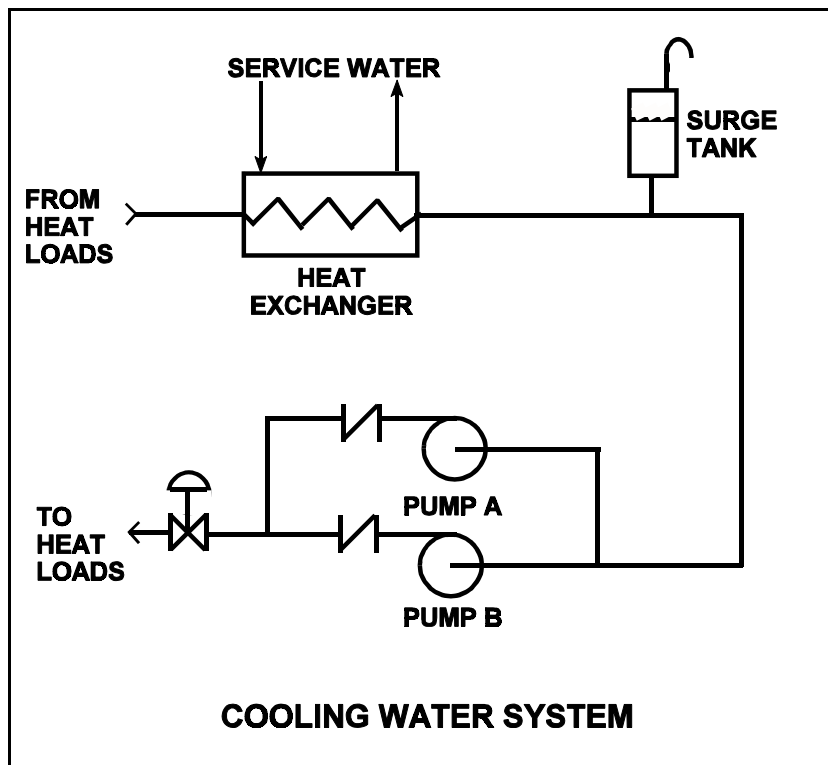 SERVICE WATER
SURGE
TANK
FROM
HEAT
LOADS
HEAT
EXCHANGER
PUMP A
TO
HEAT
LOADS
PUMP B
COOLING WATER SYSTEM